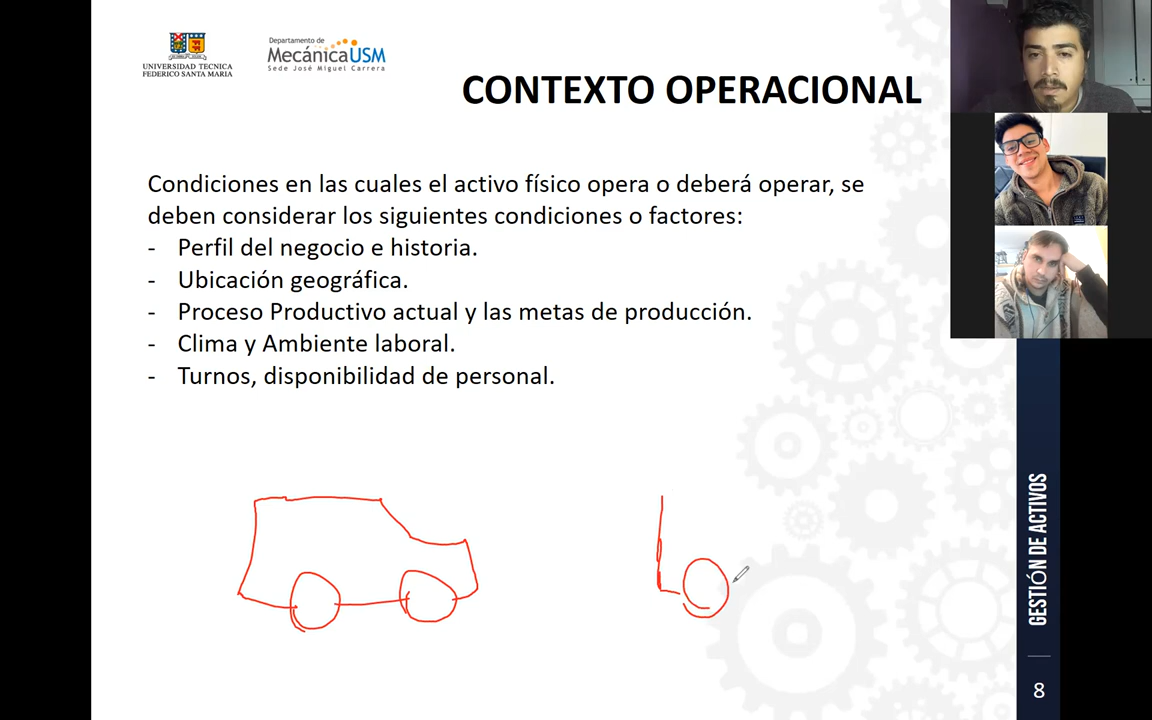 UNIVERSIDAD TECNICA
FEDERICO SANTA MARIA
Departamento de
MecánicaUSM
Sede José Miguel Carrera
CONTEXTO OPERACIONAL
Condiciones en las cuales el activo físico opera o deberá operar, se
deben considerar los siguientes condiciones o factores:
- Perfil del negocio e historia.
- Ubicación geográfica.
- Proceso Productivo actual y las metas de producción.
- Clima y Ambiente laboral.
- Turnos, disponibilidad de personal.
GESTIÓN DE ACTIVOS
8